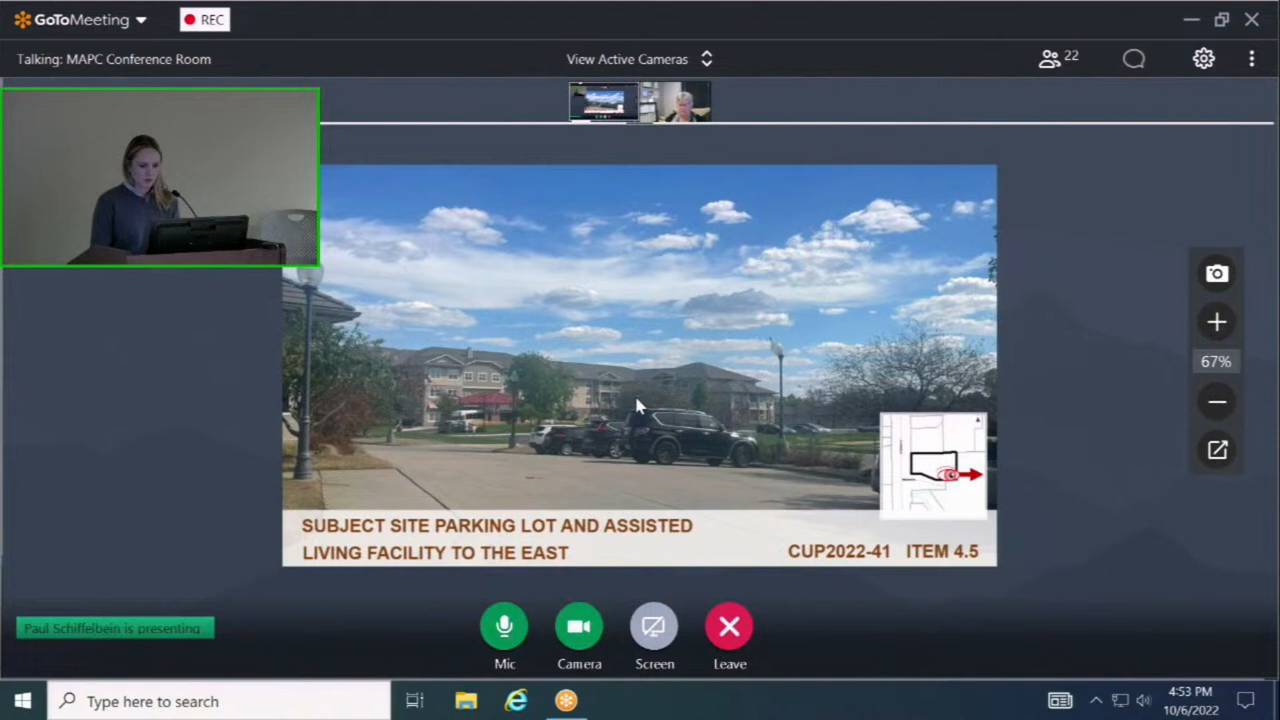 GoToMeeting
REC
Talking: MAPC Conference Room
View Active Cameras
22
67%
SUBJECT SITE PARKING LOT AND ASSISTED
LIVING FACILITY TO THE EAST
CUP2022-41 ITEM 4.5
Paul Schiffelbein is presenting
Mic
Camera
Screen
Leave
Type here to search
4:53 PM
10/6/2022